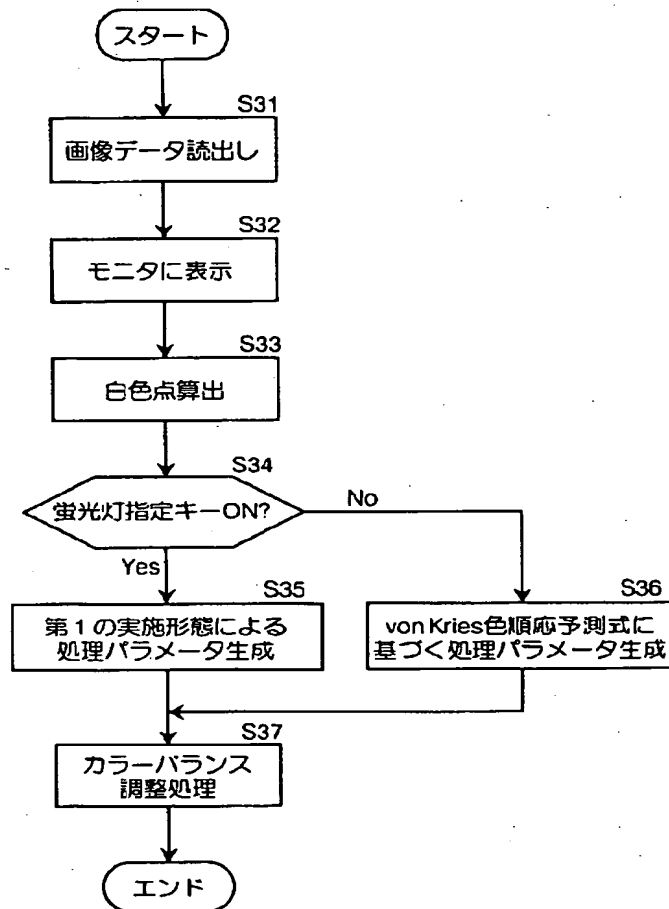 スタート
S31
画像データ読出し
S32
モニタに表示
S33
白色点算出
S34
蛍光灯指定キーON?
No
Yes
S35
第1の実施形態による
処理パラメータ生成
S36
von Kries色順応予測式に
基づく処理パラメータ生成
S37
カラーバランス
調整処理
エンド